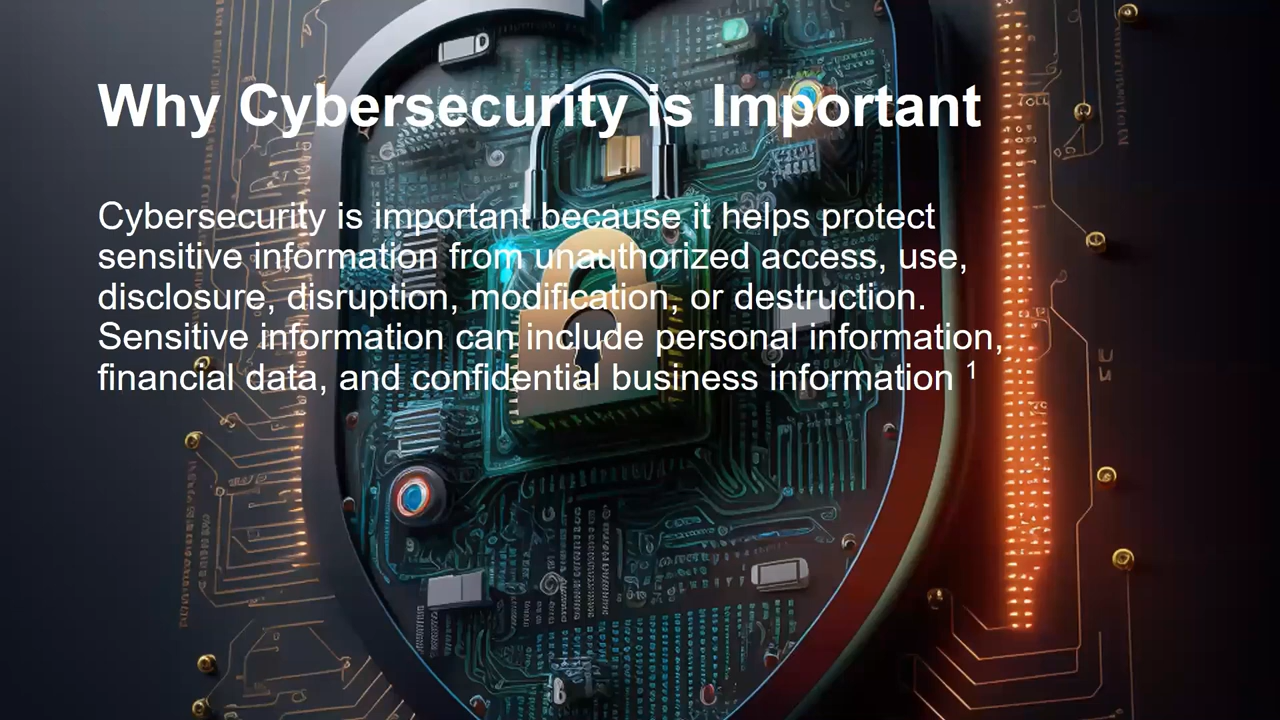 Why Cybersecurity is Important
Cybersecurity is important because it helps protect
sensitive information from unauthorized access, use,
disclosure, disruption, modification, or destruction.
Sensitive information can include personal information,
financial data, and confidential business information 1